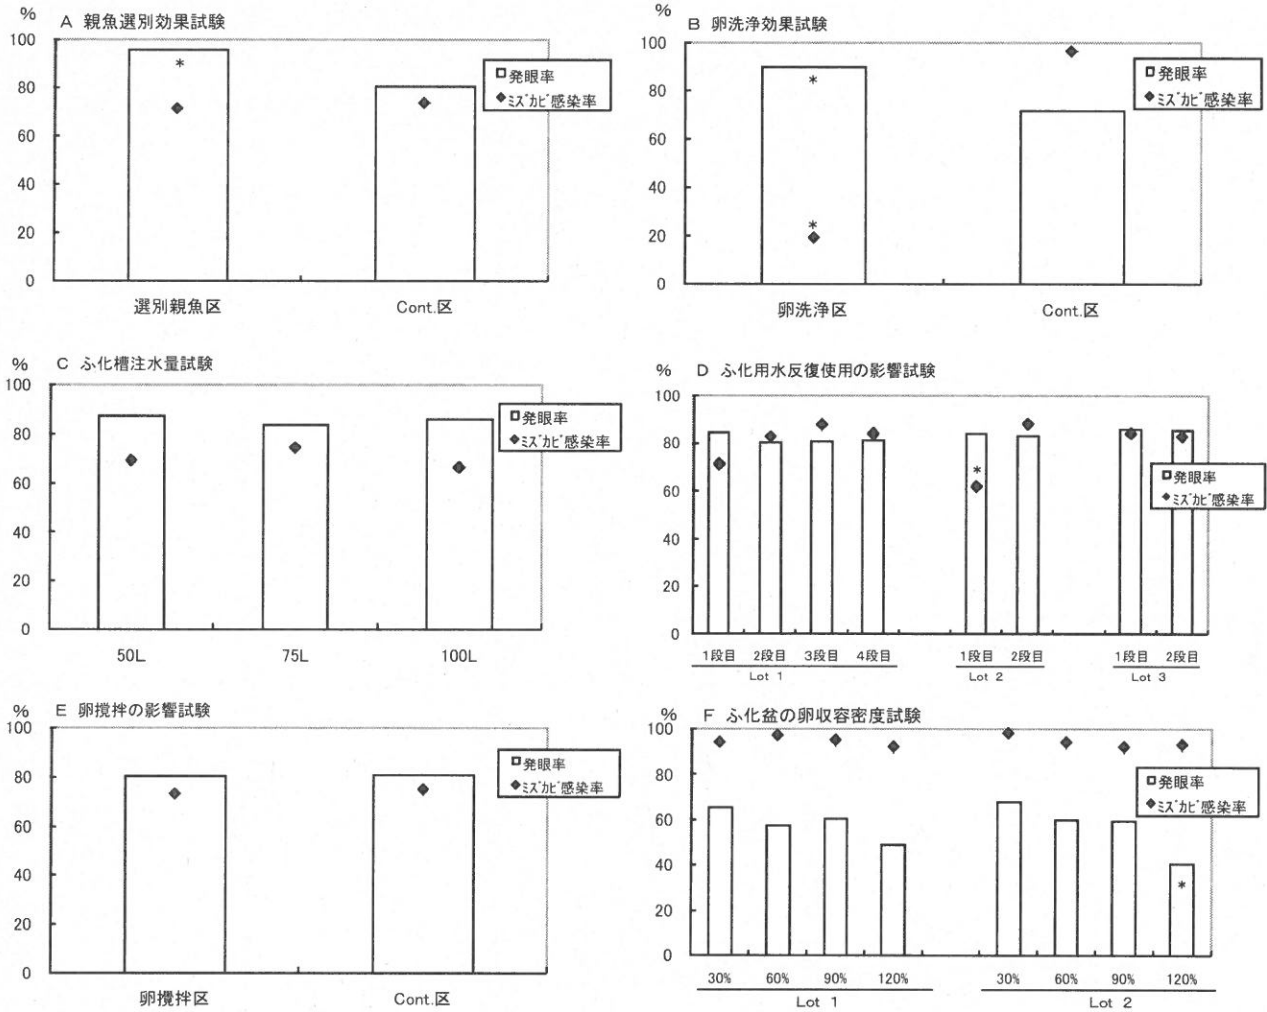 % A 親魚選別効果試験
100
80
60
40
20
0
*
□発眼率
◆ミズカビ感染率
選別親魚区 Cont.区
% B 卵洗浄効果試験
100
80
60
40
20
0
*
*
□発眼率
◆ミズカビ感染率
卵洗浄区 Cont.区
% C ふ化槽注水量試験
100
80
60
40
20
0
□発眼率
◆ミズカビ感染率
50L 75L 100L
% D ふ化用水反復使用の影響試験
100
80
60
40
20
0
*
□発眼率
◆ミズカビ感染率
1段目 2段目 3段目 4段目 1段目 2段目 1段目 2段目
Lot 1 Lot 2 Lot 3
% E 卵攪拌の影響試験
100
80
60
40
20
0
□発眼率
◆ミズカビ感染率
卵攪拌区 Cont.区
% F ふ化盆の卵収容密度試験
100
80
60
40
20
0
*
□発眼率
◆ミズカビ感染率
30% 60% 90% 120% 30% 60% 90% 120%
Lot 1 Lot 2